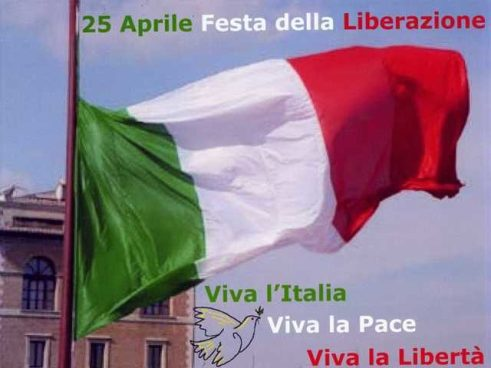 25 Aprile Festa della Liberazione
Viva l'Italia
Viva la Pace
Viva la Libertà